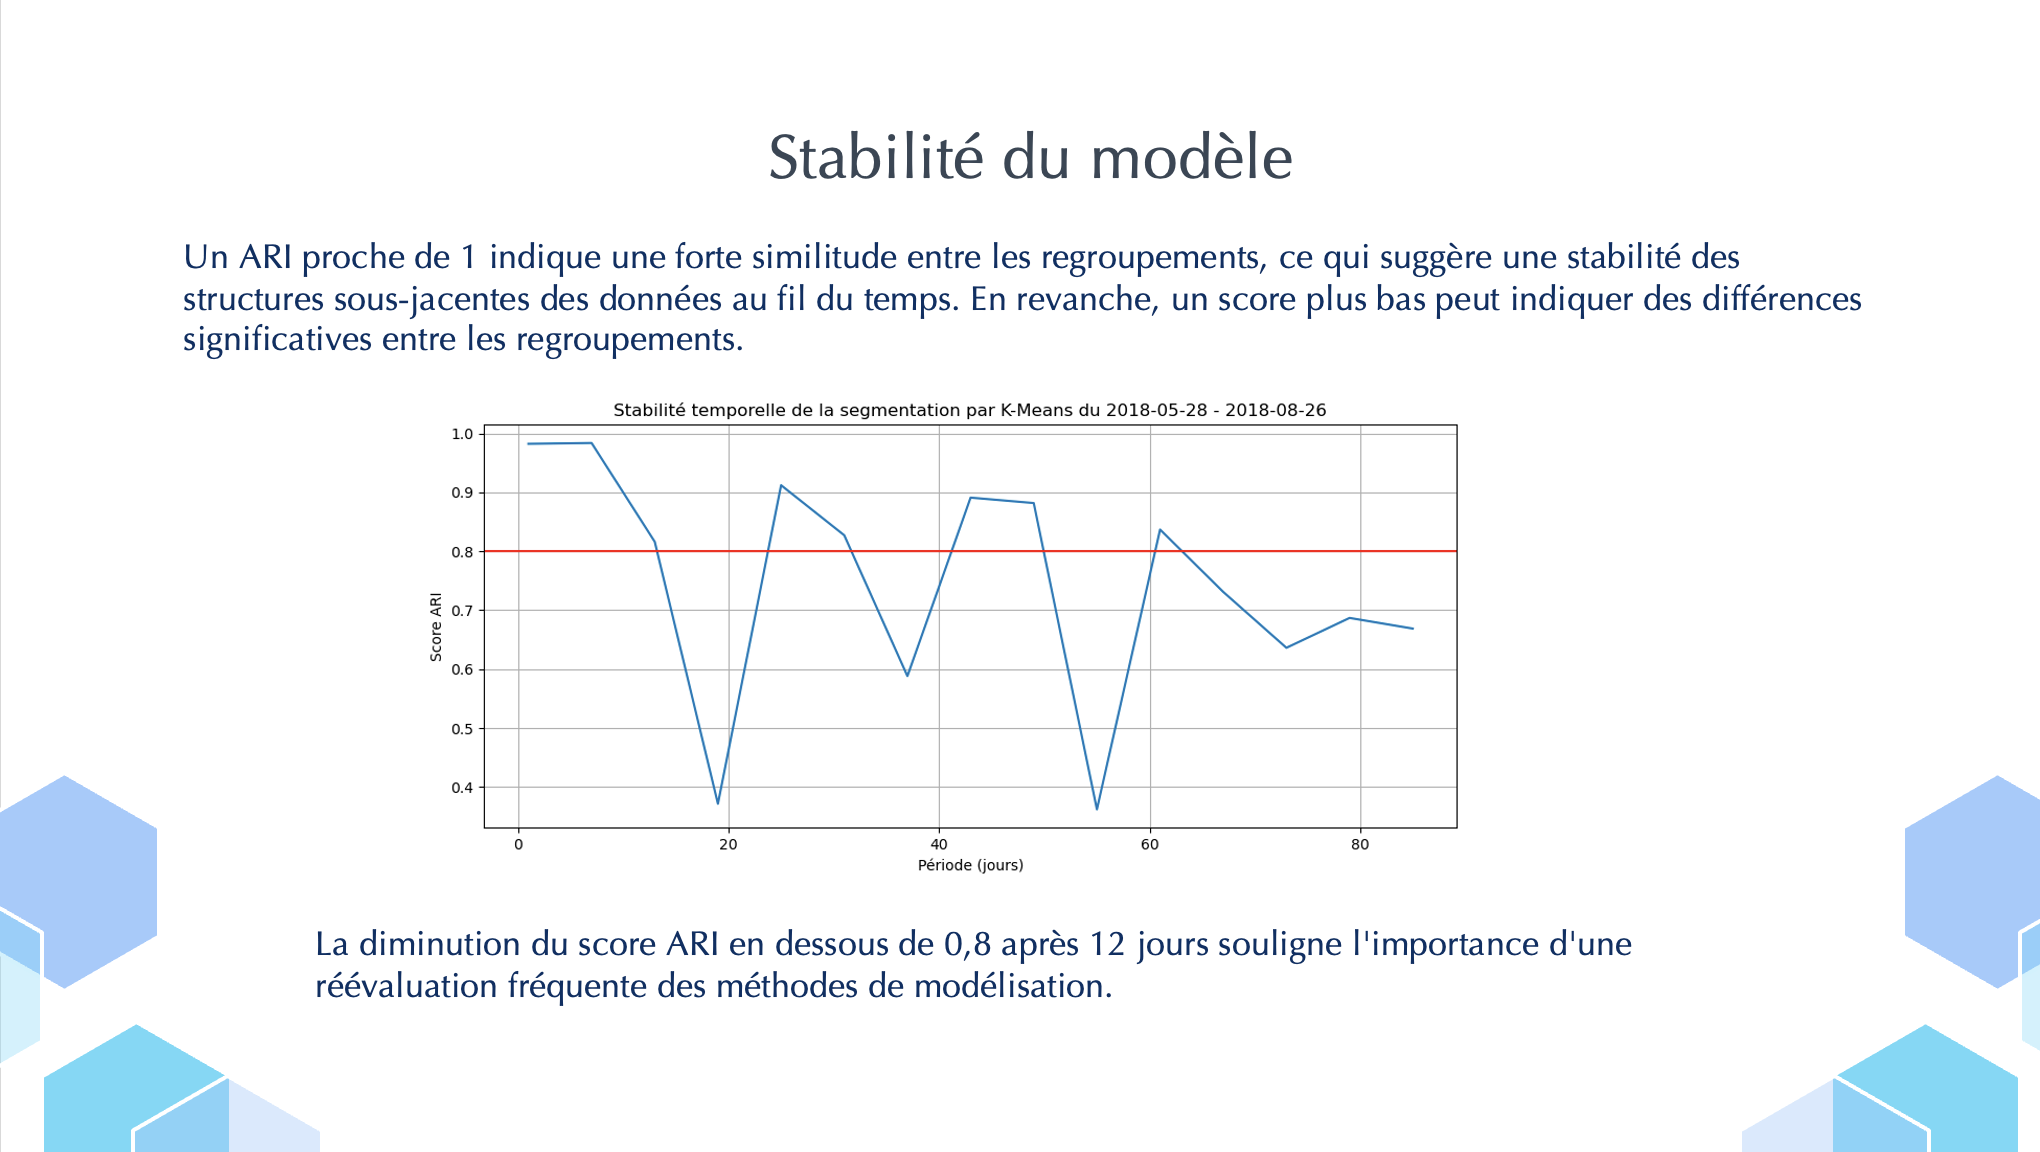 Stabilité du modèle
Un ARI proche de 1 indique une forte similitude entre les regroupements, ce qui suggère une stabilité des
structures sous-jacentes des données au fil du temps. En revanche, un score plus bas peut indiquer des différences
significatives entre les regroupements.
Stabilité temporelle de la segmentation par K-Means du 2018-05-28 - 2018-08-26
1.0
0.9
0.8
0.7
0.6
0.5
0.4
Score ARI
0 20 40 60 80
Période (jours)
La diminution du score ARI en dessous de 0,8 après 12 jours souligne l'importance d'une
réévaluation fréquente des méthodes de modélisation.